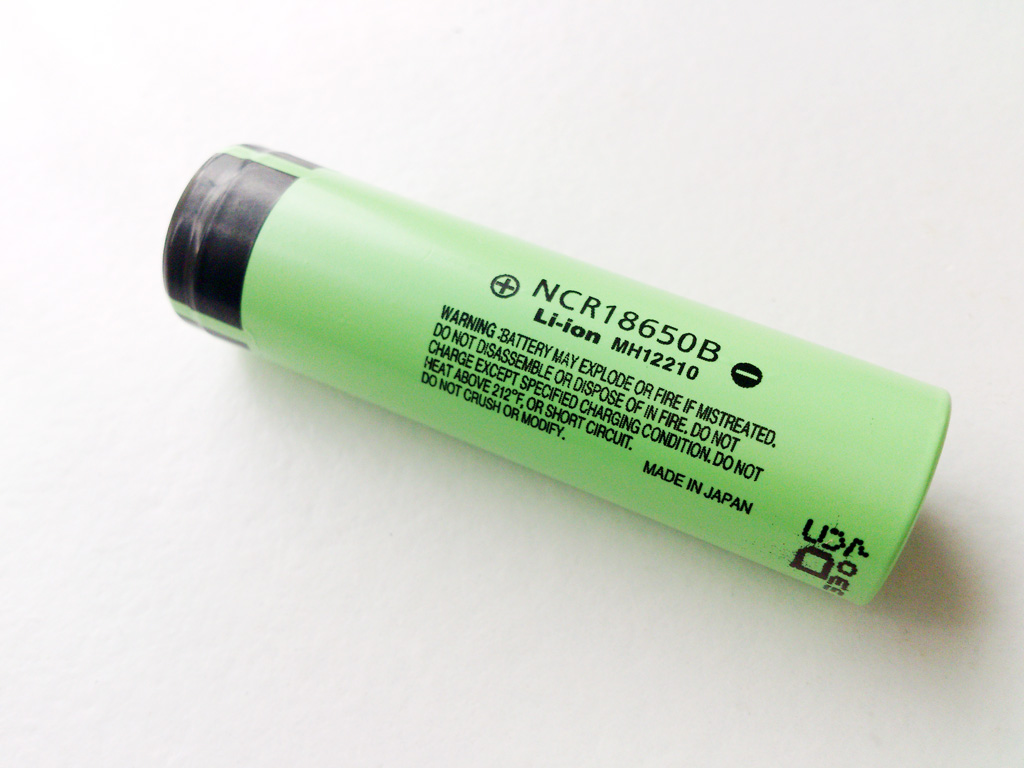 ⊕ NCR18650B ⊖
Li-ion MH12210
WARNING :BATTERY MAY EXPLODE OR FIRE IF MISTREATED.
DO NOT DISASSEMBLE OR DISPOSE OF IN FIRE. DO NOT
CHARGE EXCEPT SPECIFIED CHARGING CONDITION. DO NOT
HEAT ABOVE 212°F, OR SHORT CIRCUIT.
DO NOT CRUSH OR MODIFY.
MADE IN JAPAN